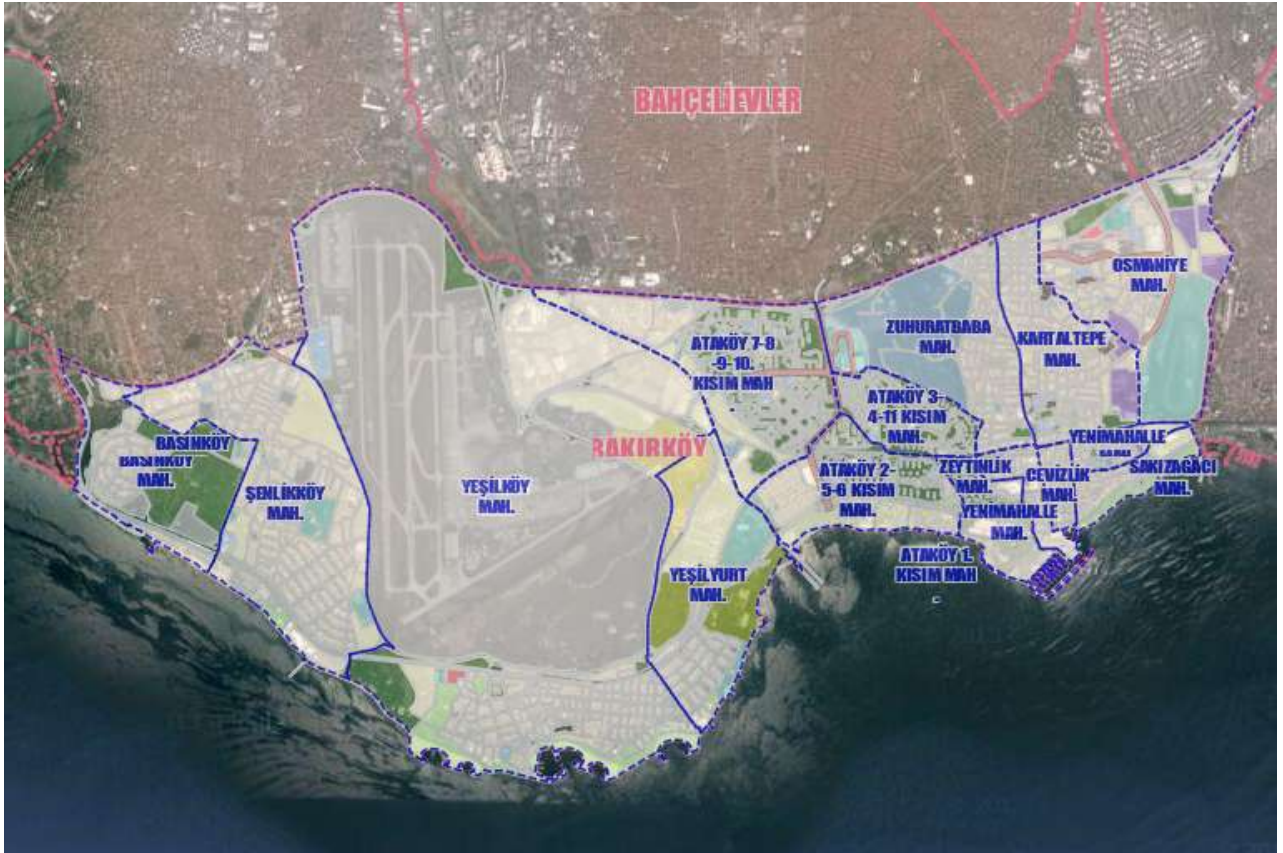 BAHÇELİEVLER
OSMANİYE
MAH.
ZUHURATBABA
MAH.
KARTALTEPE
MAH.
ATAKÖY 7-8
-9-10.
KISIM MAH
ATAKÖY 3-
4-11 KISIM
MAH.
BAKIRKÖY
BASINKÖY
BASINKÖY
MAH.
ŞENLİKKÖY
MAH.
YEŞİLKÖY
MAH.
ATAKÖY 2-
5-6 KISIM
MAH.
ZEYTİNLİK
MAH.
YENİMAHALLE
CEVİZLİK
MAH.
SAKIZAĞACI
MAH.
YENİMAHALLE
MAH.
ATAKÖY 1.
KISIM MAH
YEŞİLYURT
MAH.